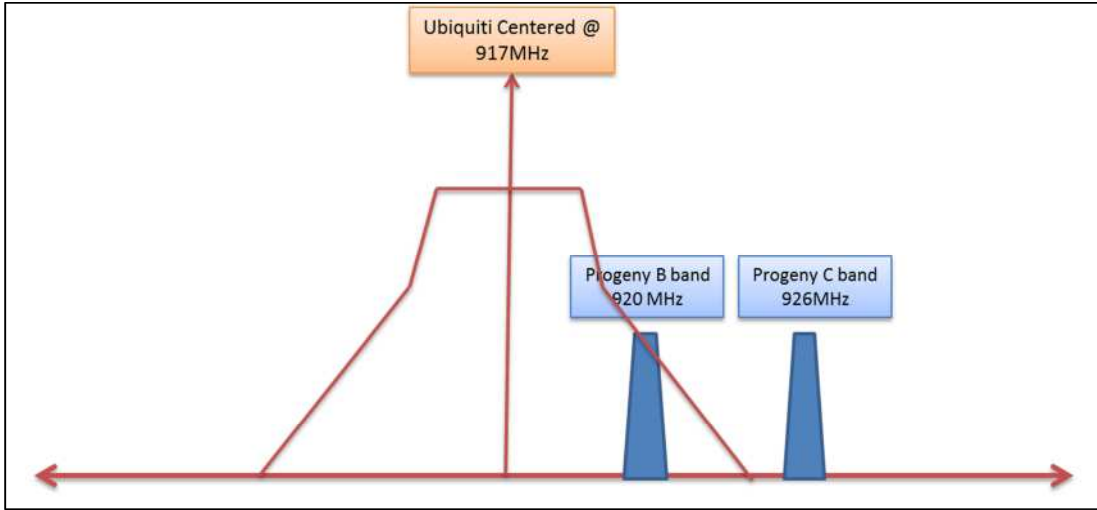 Ubiquiti Centered @
917MHz
Progeny B band
920 MHz
Progeny C band
926MHz